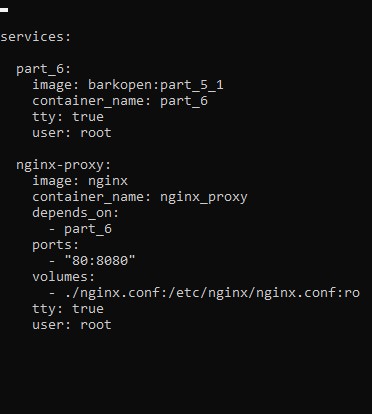 services:
  part_6:
    image: barkopen:part_5_1
    container_name: part_6
    tty: true
    user: root
  nginx-proxy:
    image: nginx
    container_name: nginx_proxy
    depends_on:
      - part_6
    ports:
      - "80:8080"
    volumes:
      - ./nginx.conf:/etc/nginx/nginx.conf:ro
    tty: true
    user: root